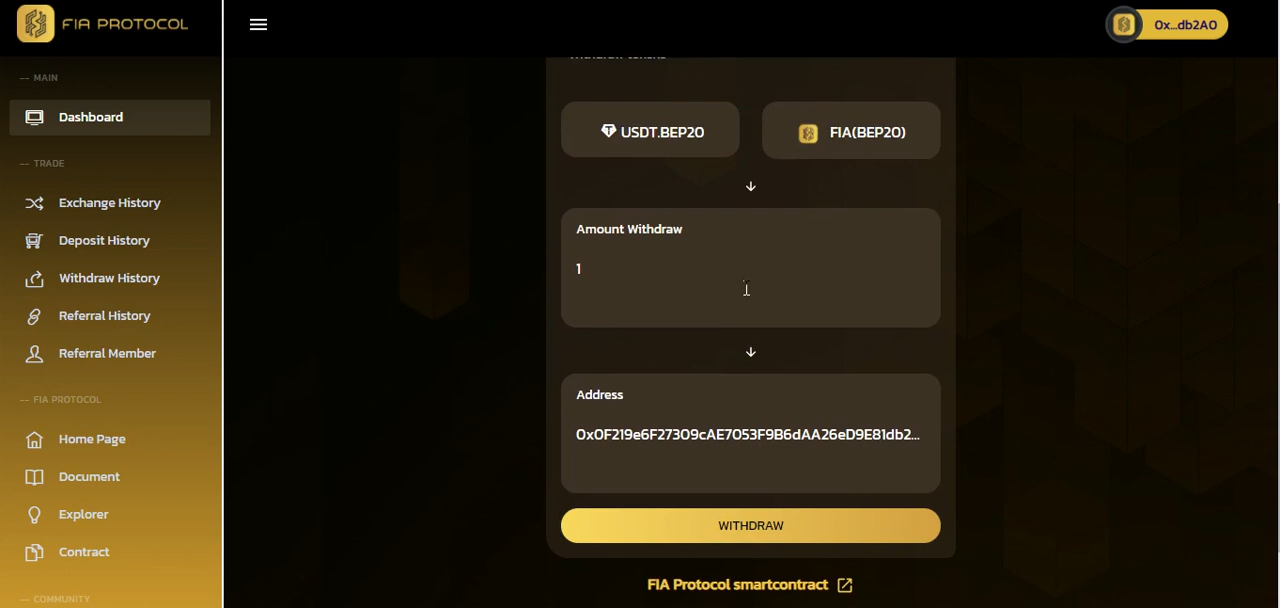 FIA PROTOCOL
0x...db2A0
-- MAIN
Dashboard
-- TRADE
Exchange History
Deposit History
Withdraw History
Referral History
Referral Member
-- FIA PROTOCOL
Home Page
Document
Explorer
Contract
-- COMMUNITY
USDT.BEP20
FIA(BEP20)
Amount Withdraw
1
Address
0x0F219e6F27309cAE7053F9B6dAA26eD9E81db2...
WITHDRAW
FIA Protocol smartcontract